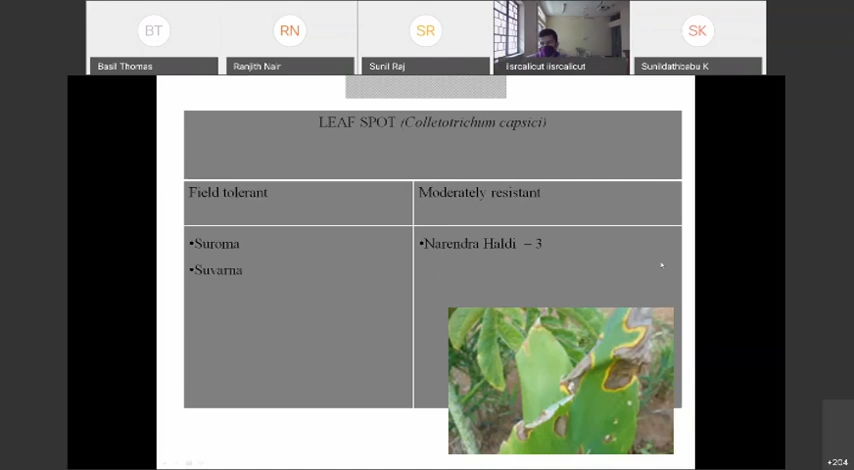 BT
RN
SR
SK
Basil Thomas
Ranjith Nair
Sunil Raj
iisrcalicut iisrcalicut
Sunildathbabu K
LEAF SPOT (Colletotrichum capsici)
Field tolerant
Moderately resistant
•Suroma
•Suvarna
•Narendra Haldi – 3
+204